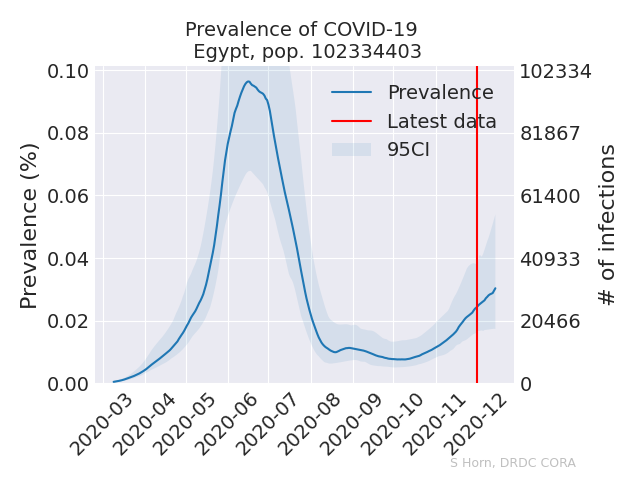 Prevalence of COVID-19
Egypt, pop. 102334403
Prevalence (%)
0.10
0.08
0.06
0.04
0.02
0.00
102334
81867
61400
40933
20466
0
# of infections
Prevalence
Latest data
95CI
2020-03
2020-04
2020-05
2020-06
2020-07
2020-08
2020-09
2020-10
2020-11
2020-12
S Horn, DRDC CORA